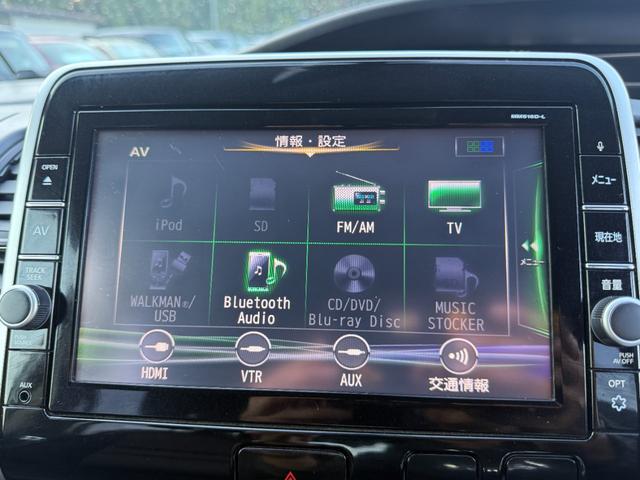 MM516D-L
OPEN
AV
情報・設定
メニュー
iPod
SD
FM/AM
TV
AV
現在地
メニュー
TRACK
SEEK
WALKMAN®/
USB
Bluetooth
Audio
CD/DVD/
Blu-ray Disc
MUSIC
STOCKER
音量
PUSH
AV OFF
HDMI
VTR
AUX
交通情報
AUX
OPT